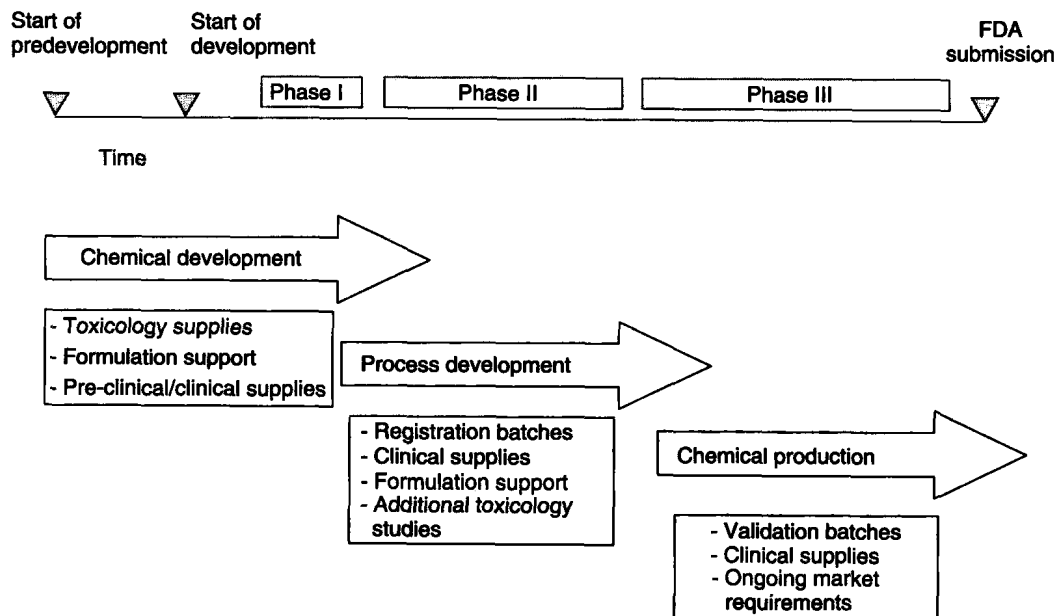 Start of
predevelopment
Start of
development
FDA
submission
Phase I
Phase II
Phase III
Time
Chemical development
- Toxicology supplies
- Formulation support
- Pre-clinical/clinical supplies
Process development
- Registration batches
- Clinical supplies
- Formulation support
- Additional toxicology
studies
Chemical production
- Validation batches
- Clinical supplies
- Ongoing market
requirements